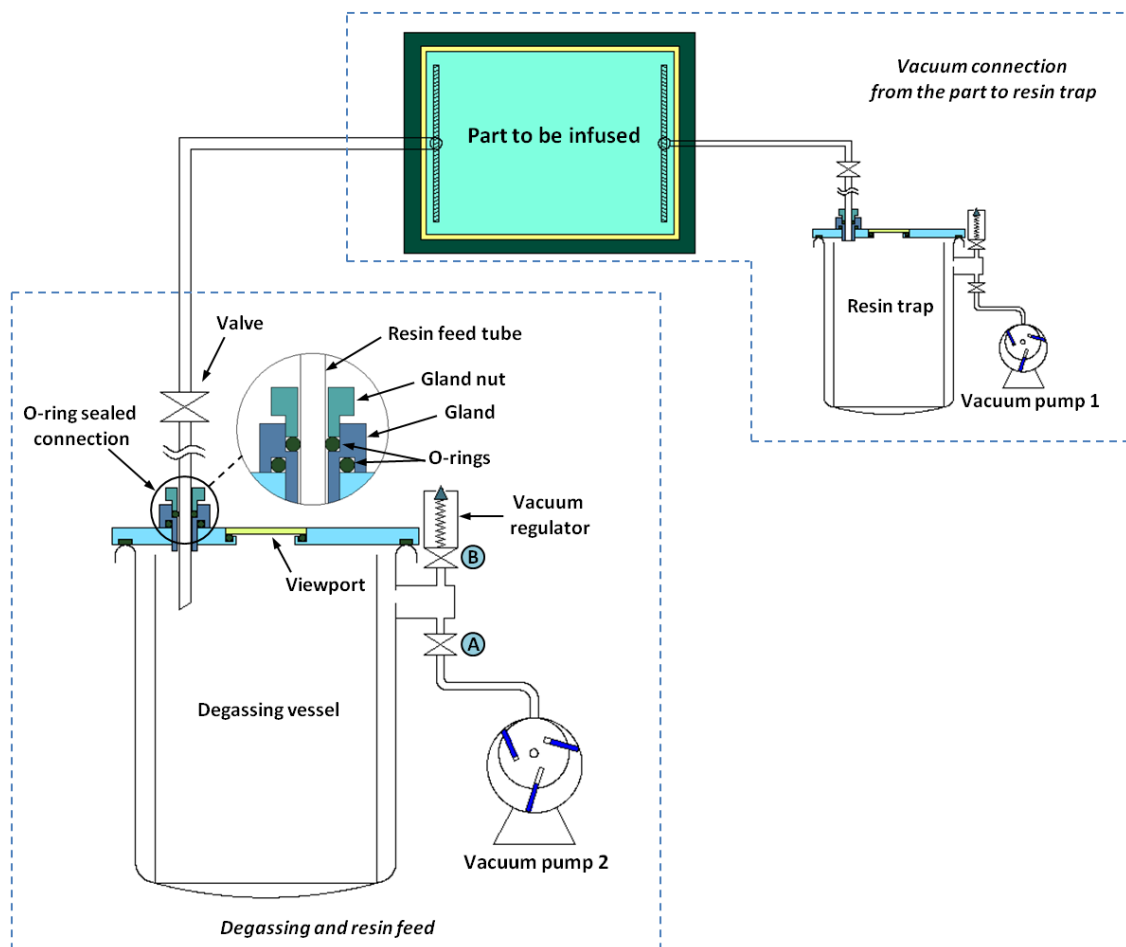 Vacuum connection
from the part to resin trap
Part to be infused
Resin trap
Vacuum pump 1
Valve
Resin feed tube
Gland nut
Gland
O-rings
O-ring sealed
connection
Vacuum
regulator
B
Viewport
A
Degassing vessel
Vacuum pump 2
Degassing and resin feed